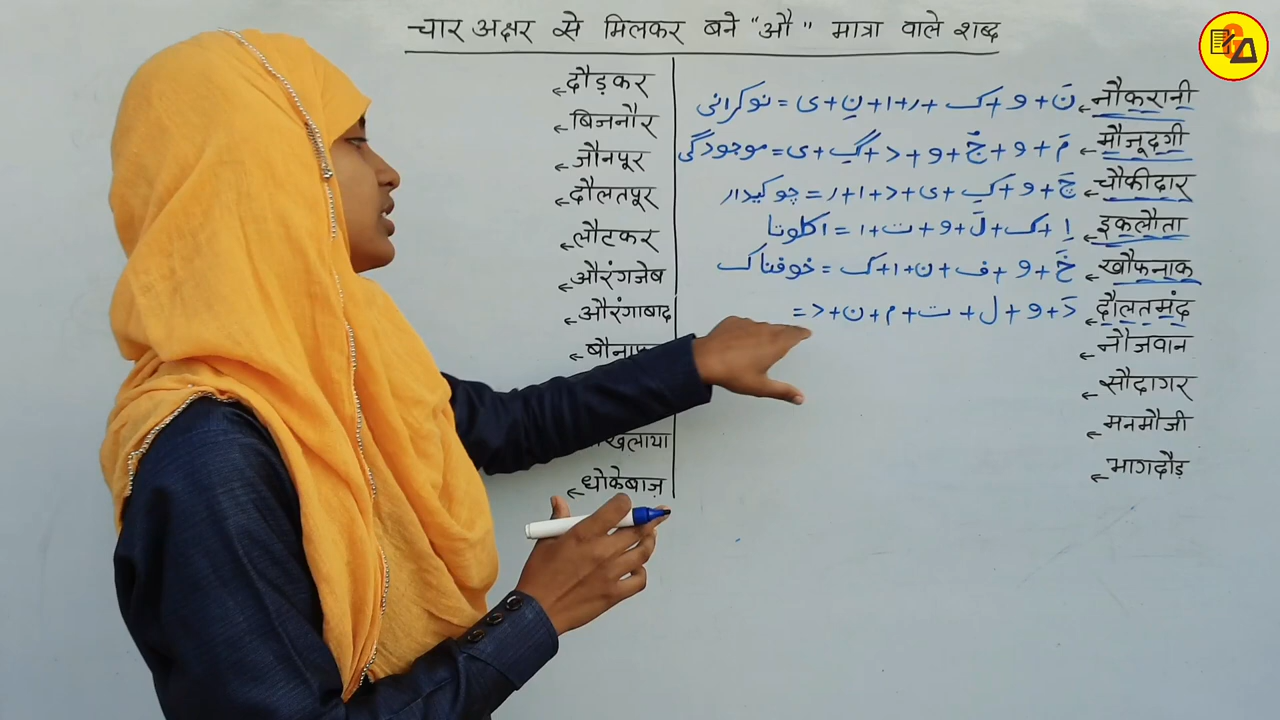 चार अक्षर से मिलकर बने "औ" मात्रा वाले शब्द
नौकरानी ← نَ + و + ک + ر + ا + نِ + ی = نوکرانی
मौजूदगी ← مَ + و + جُ + و + د + گِ + ی = موجودگی
चौकीदार ← چَ + و + کِ + ی + د + ا + ر = چوکیدار
इकलौता ← اِ + ک + لَ + و + ت + ا = اکلوتا
खौफनाक ← خَ + و + ف + ن + ا + ک = خوفناک
दौलतमंद ← دَ + و + ل + ت + م + ن + د =
नौजवान ←
सौदागर ←
मनमौजी ←
भागदौड़ ←
दौड़कर ←
बिजनौर ←
जौनपूर ←
दौलतपूर ←
लौटकर ←
औरंगजेब ←
औरंगाबाद ←
धोकेबाज़ ←